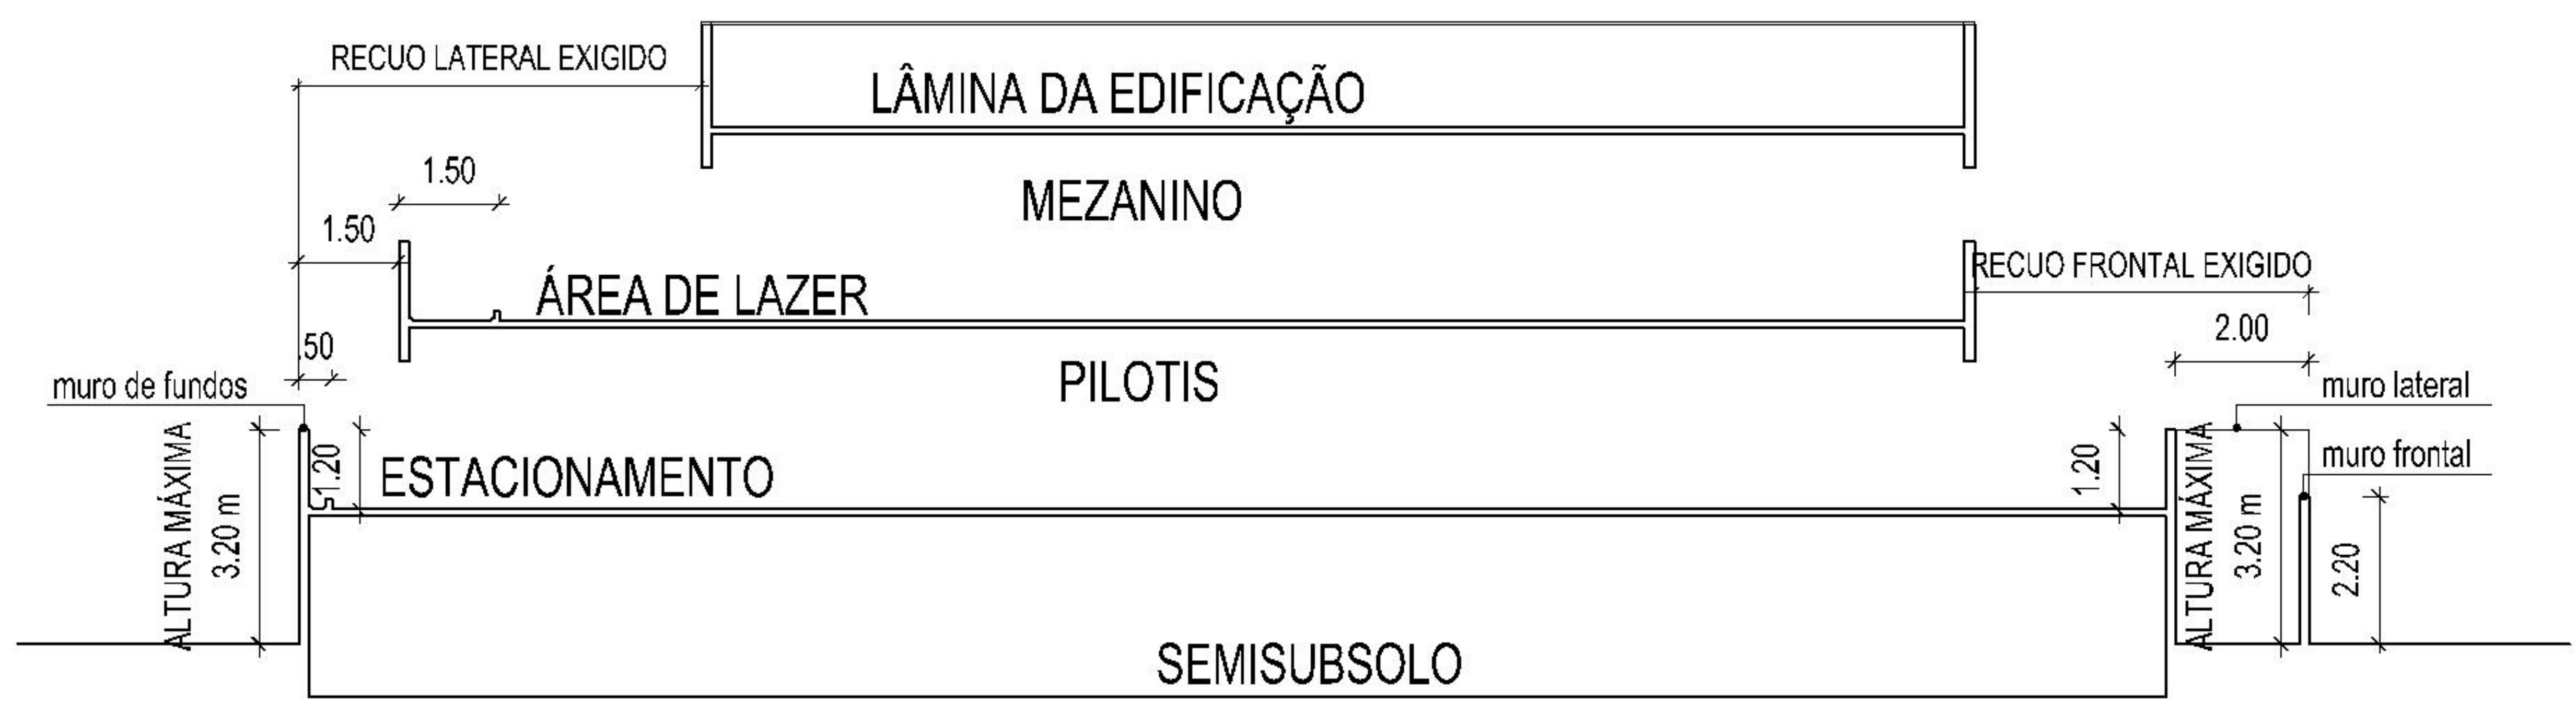 RECUO LATERAL EXIGIDO
LÂMINA DA EDIFICAÇÃO
1.50
MEZANINO
1.50
RECUO FRONTAL EXIGIDO
ÁREA DE LAZER
2.00
.50
PILOTIS
muro de fundos
muro lateral
ALTURA MÁXIMA
3.20 m
1.20
ESTACIONAMENTO
1.20
ALTURA MÁXIMA
3.20 m
muro frontal
2.20
SEMISUBSOLO